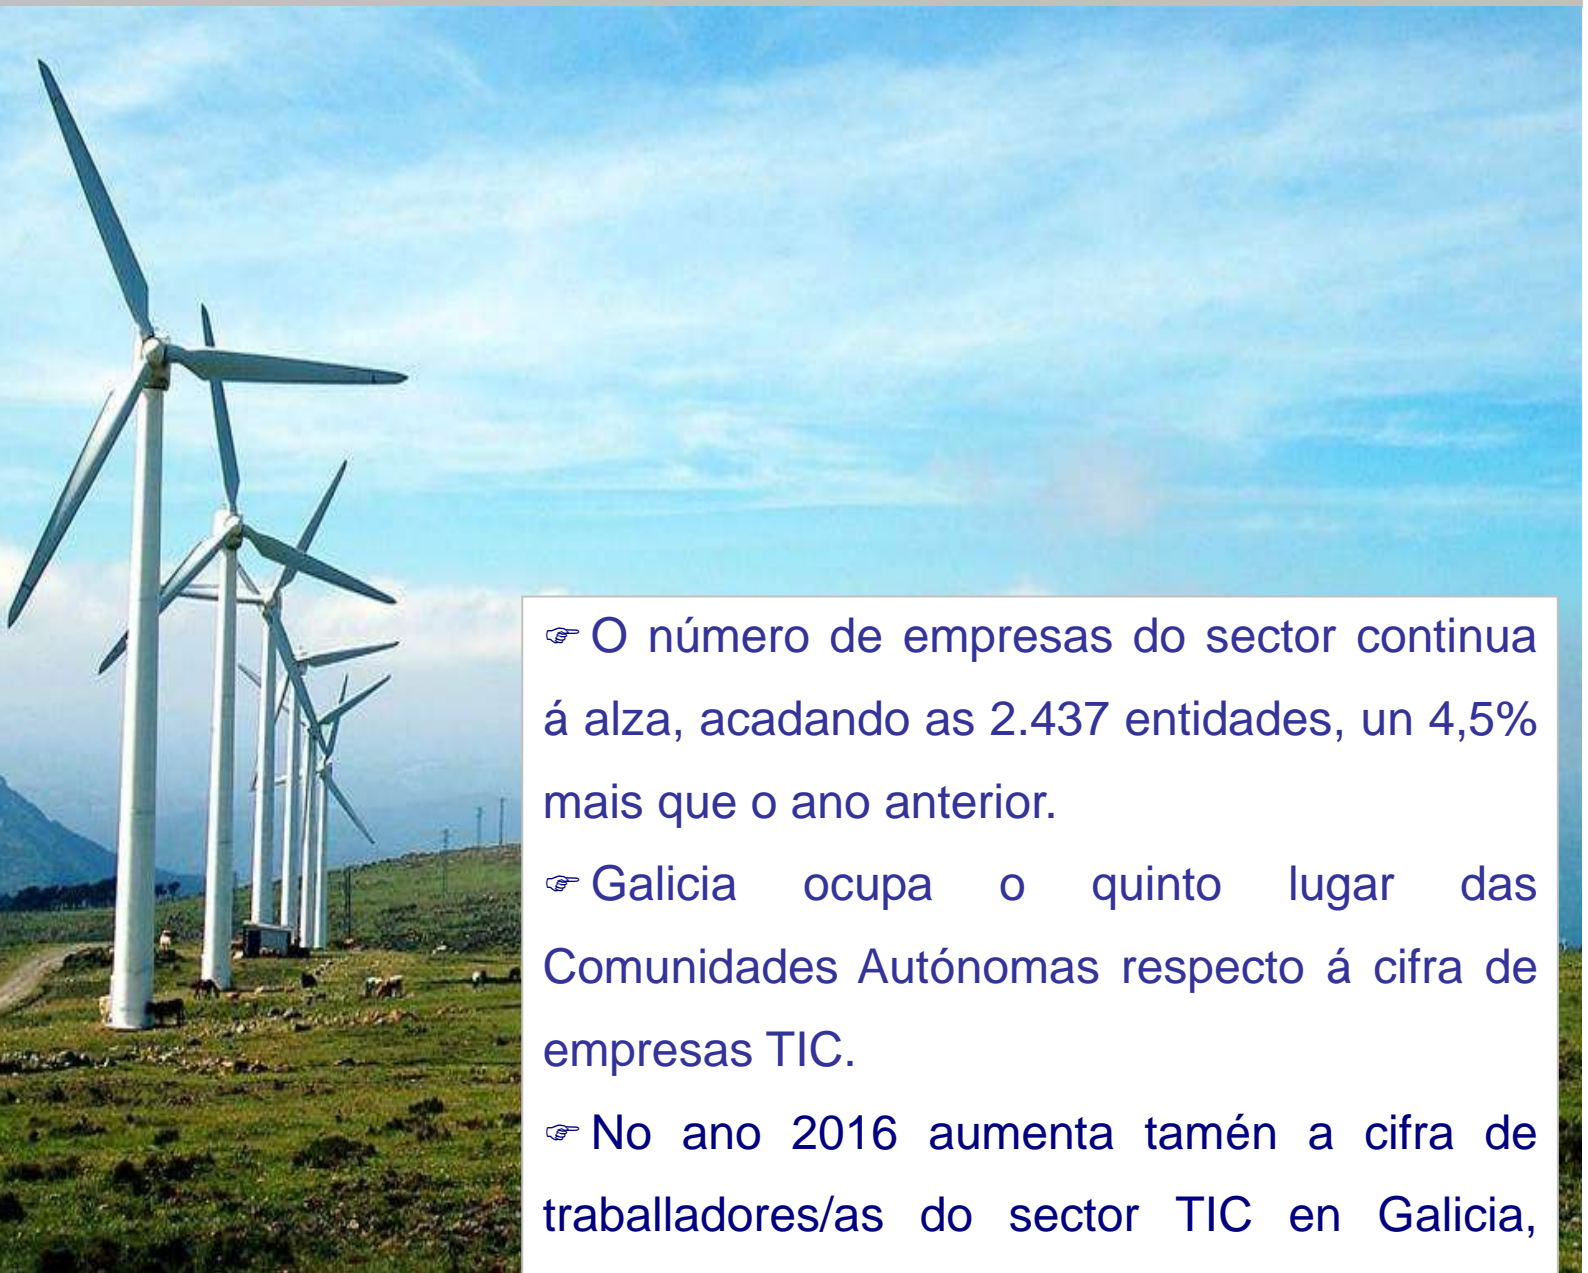 ☞ O número de empresas do sector continua
á alza, acadando as 2.437 entidades, un 4,5%
mais que o ano anterior.
☞ Galicia ocupa o quinto lugar das
Comunidades Autónomas respecto á cifra de
empresas TIC.
☞ No ano 2016 aumenta tamén a cifra de
traballadores/as do sector TIC en Galicia,